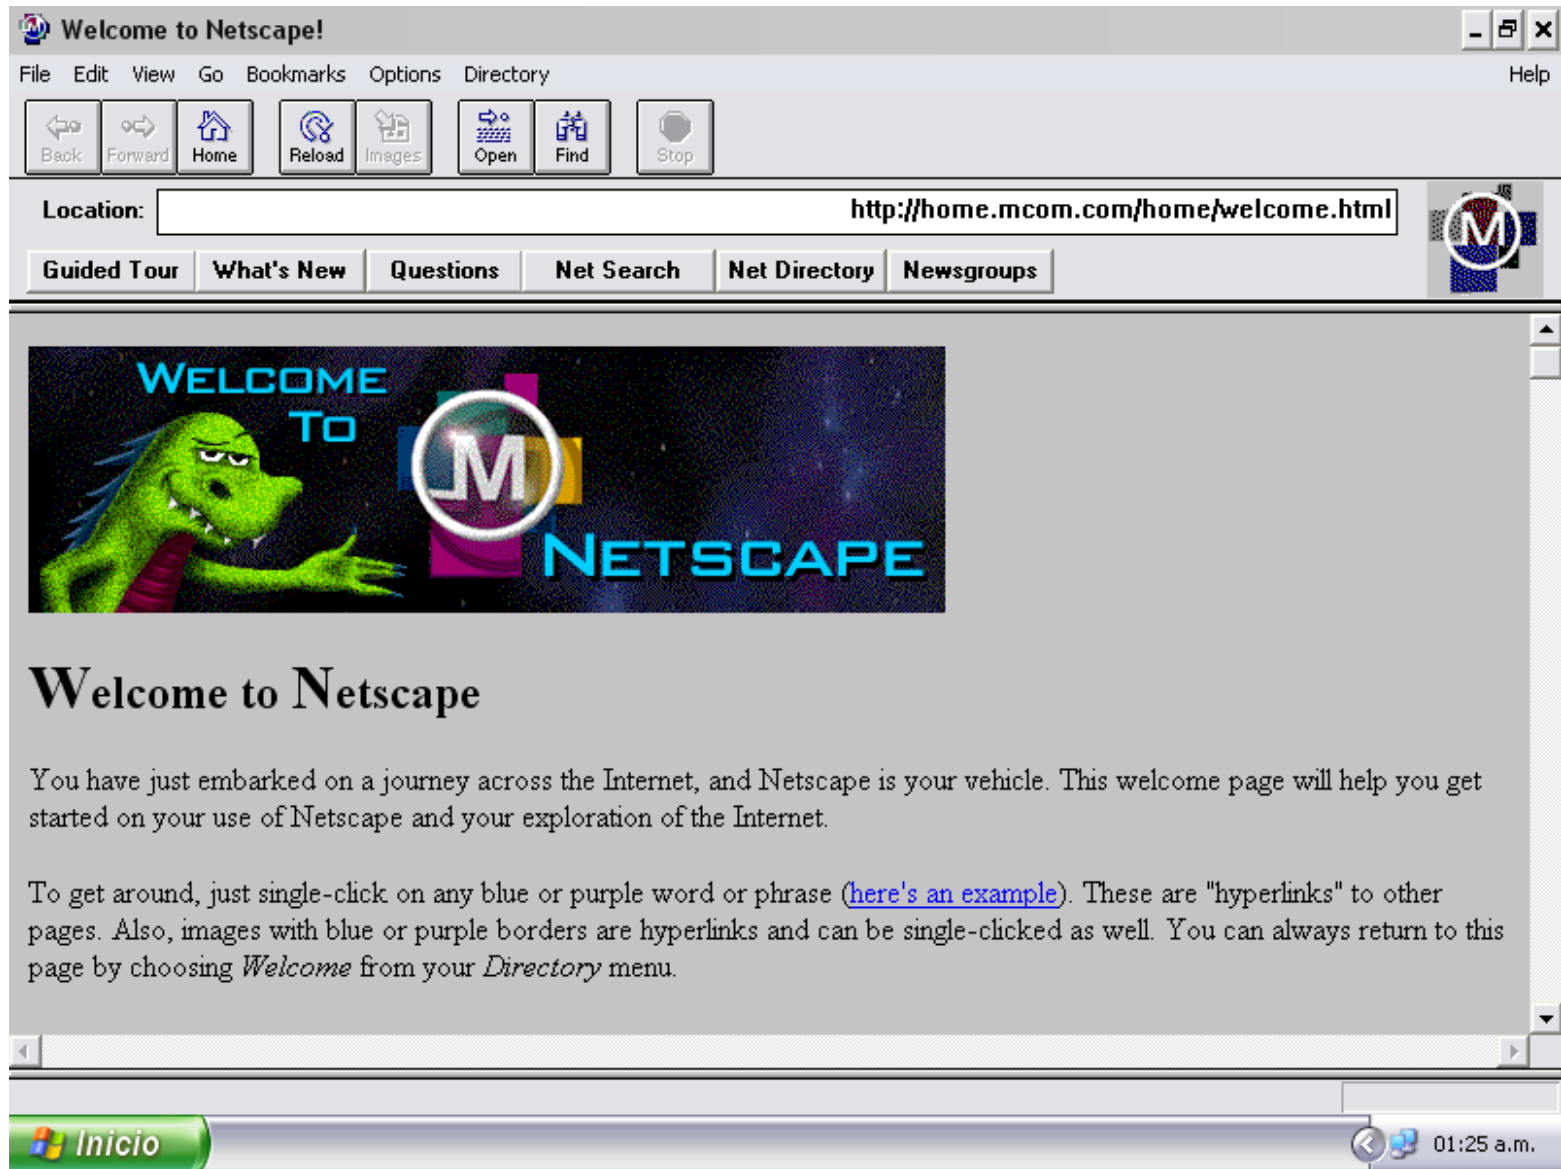 Welcome to Netscape!
File Edit View Go Bookmarks Options Directory Help
Back Forward Home Reload Images Open Find Stop
Location: http://home.mcom.com/home/welcome.html
M
Guided Tour What's New Questions Net Search Net Directory Newsgroups
WELCOME
TO
M
NETSCAPE
Welcome to Netscape
You have just embarked on a journey across the Internet, and Netscape is your vehicle. This welcome page will help you get
started on your use of Netscape and your exploration of the Internet.
To get around, just single-click on any blue or purple word or phrase (here's an example). These are "hyperlinks" to other
pages. Also, images with blue or purple borders are hyperlinks and can be single-clicked as well. You can always return to this
page by choosing Welcome from your Directory menu.
Inicio 01:25 a.m.